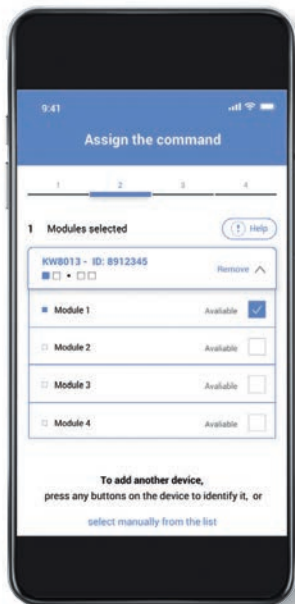 9:41
Assign the command
1 2 3 4
1 Modules selected
Help
KW8013 - ID: 8912345
Remove
Module 1 Available
Module 2 Available
Module 3 Available
Module 4 Available
To add another device,
press any buttons on the device to identify it, or
select manually from the list